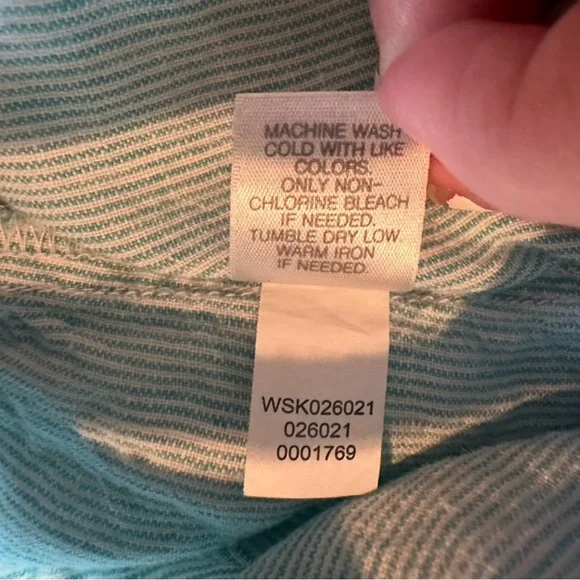 MACHINE WASH
COLD WITH LIKE
COLORS.
ONLY NON-
CHLORINE BLEACH
IF NEEDED.
TUMBLE DRY LOW
WARM IRON
IF NEEDED.
WSK026021
026021
0001769